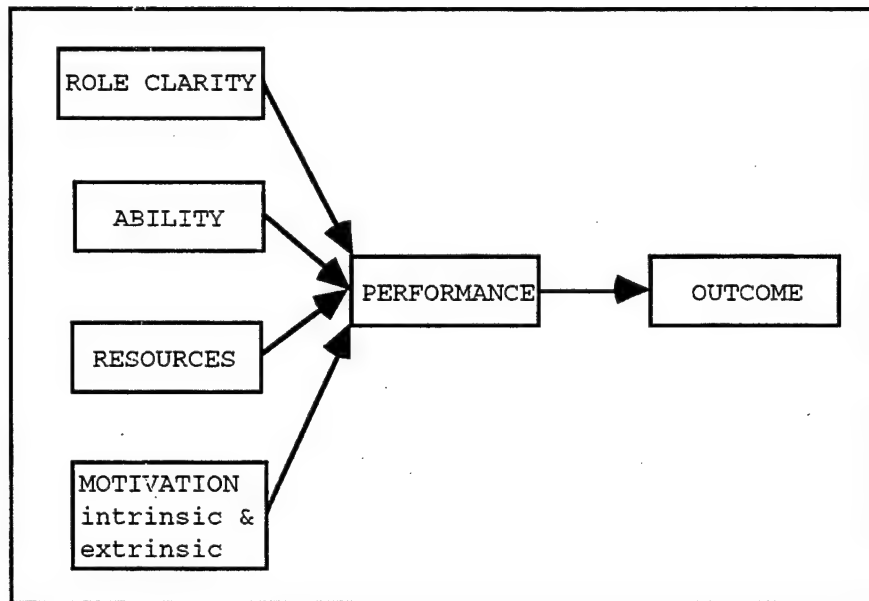 ROLE CLARITY
ABILITY
RESOURCES
MOTIVATION
intrinsic &
extrinsic
PERFORMANCE
OUTCOME